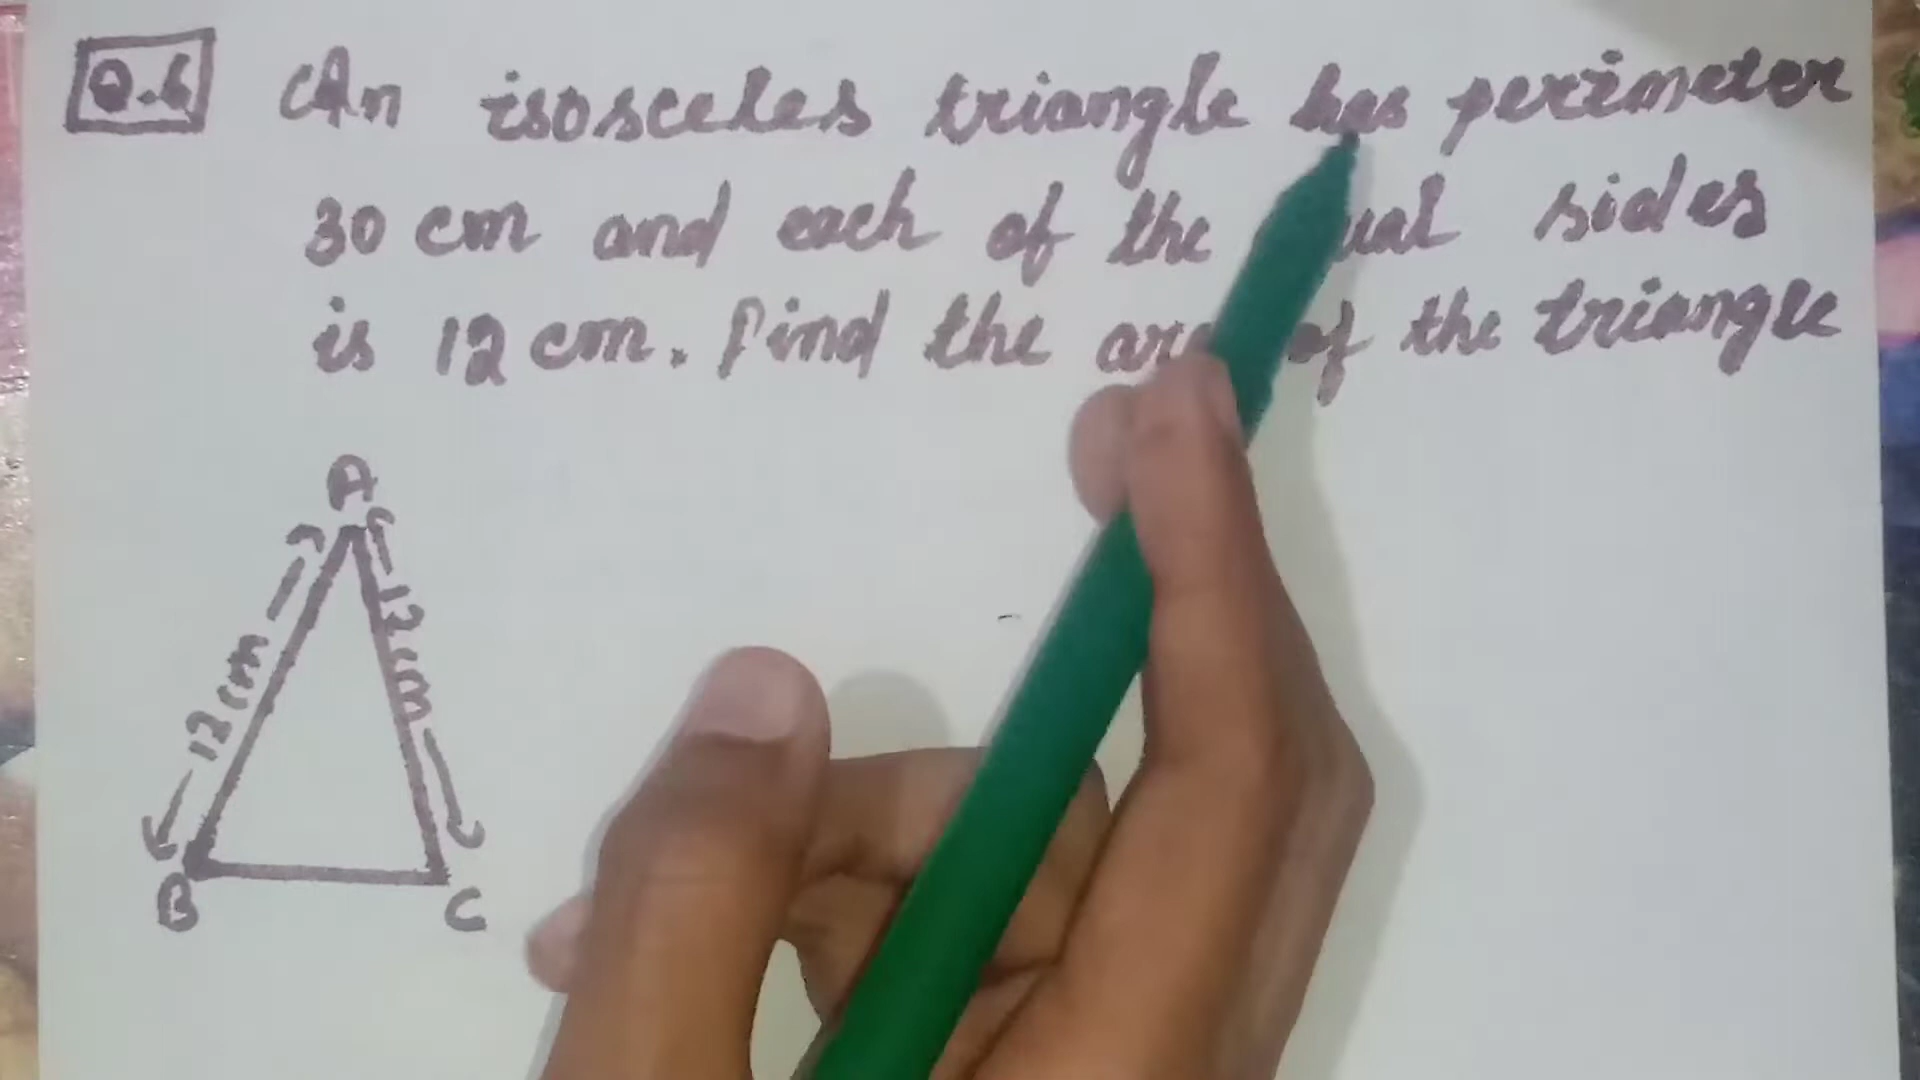 Q.6 An isosceles triangle has perimeter
30 cm and each of the sides
is 12 cm. Find the of the triangle
A
12 cm
12 cm
B
C